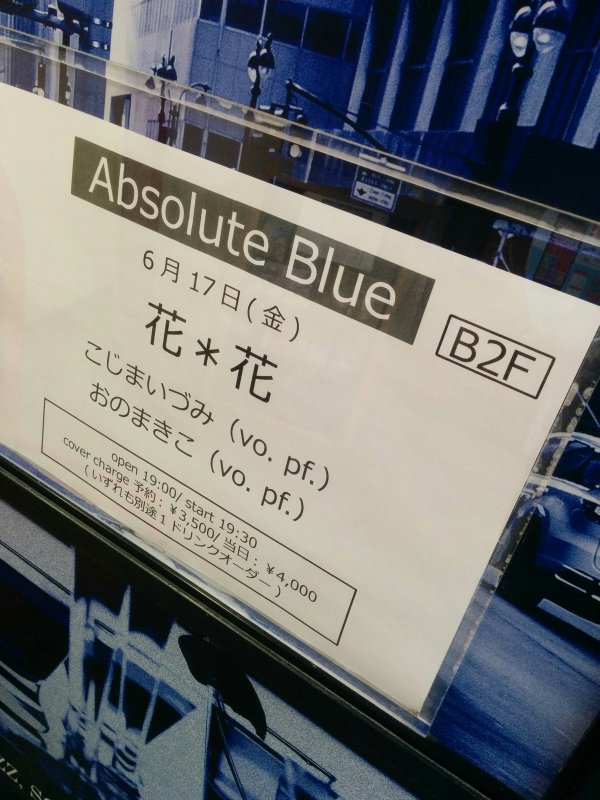 Absolute Blue
6月17日(金)
B2F
花*花
こじまいづみ (vo. pf.)
おのまきこ (vo. pf.)
open 19:00/ start 19:30
cover charge 予約：￥3,500/ 当日：￥4,000
(いずれも別途１ドリンクオーダー)